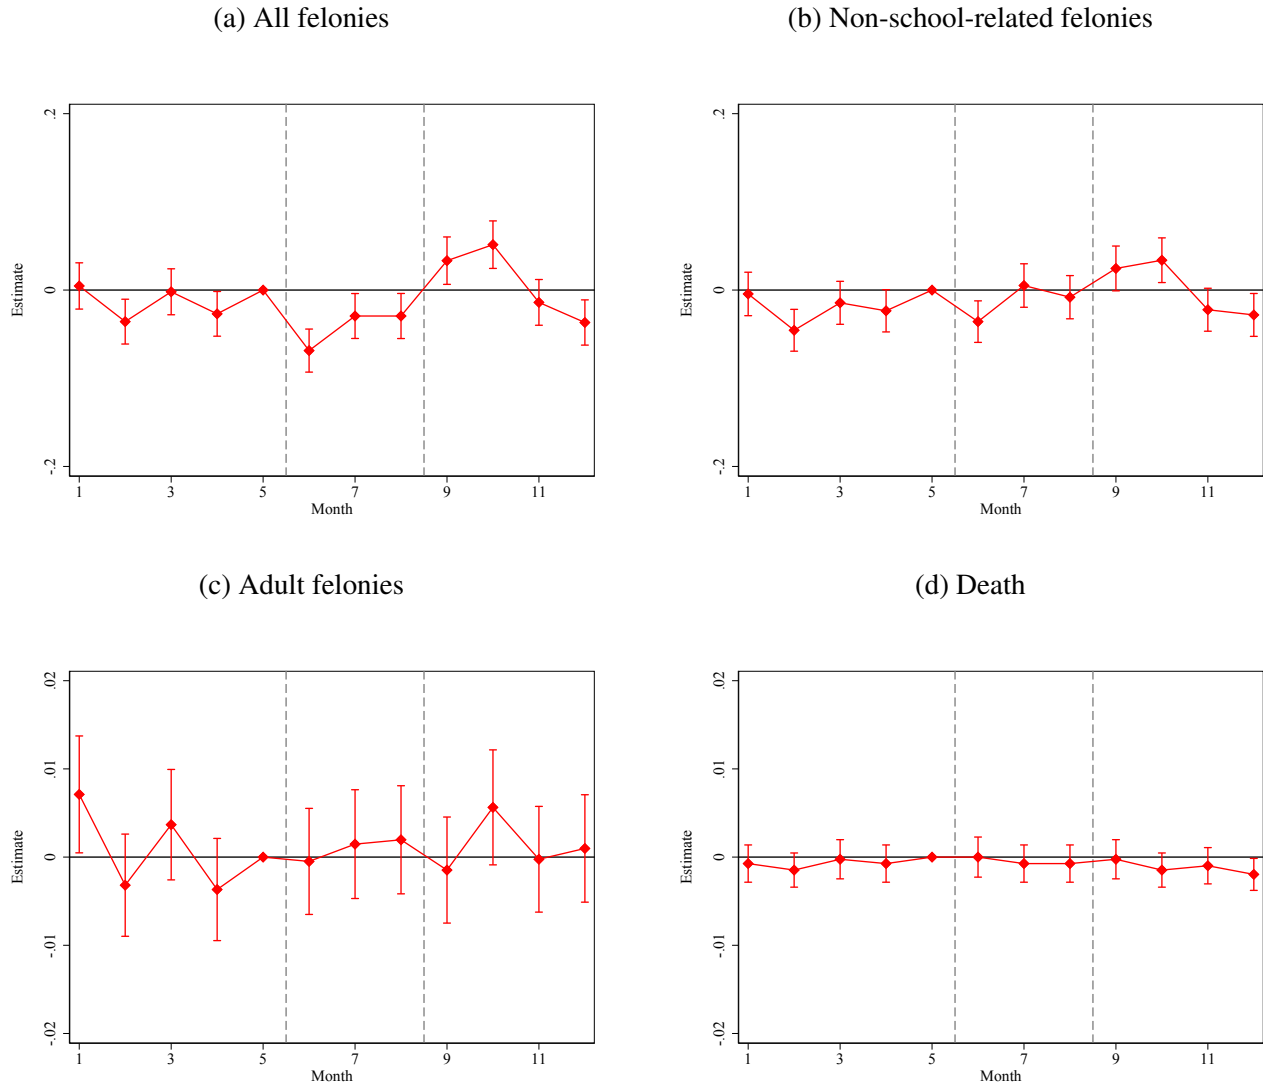 (a) All felonies
(b) Non-school-related felonies
.2
0
-.2
Estimate
1 3 5 7 9 11
Month
.2
0
-.2
Estimate
1 3 5 7 9 11
Month
(c) Adult felonies
(d) Death
.02
.01
0
-.01
-.02
Estimate
1 3 5 7 9 11
Month
.02
.01
0
-.01
-.02
Estimate
1 3 5 7 9 11
Month